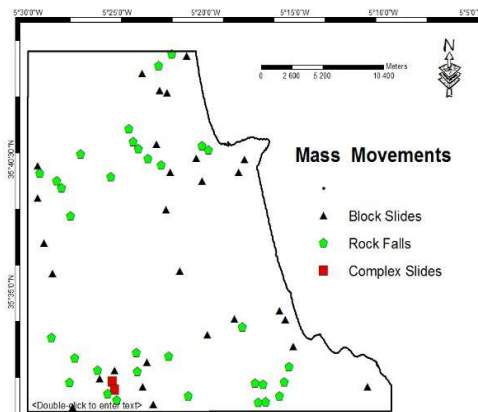 5'30'0"W 5'25'0"W 5'20'0"W 5'15'0"W 5'10'0"W 5'5'0"
N
Meters
0 2 600 5 200 10 400
35°40'30"N
Mass Movements
Block Slides
Rock Falls
Complex Slides
35°35'0"N
<Double-click to enter text>